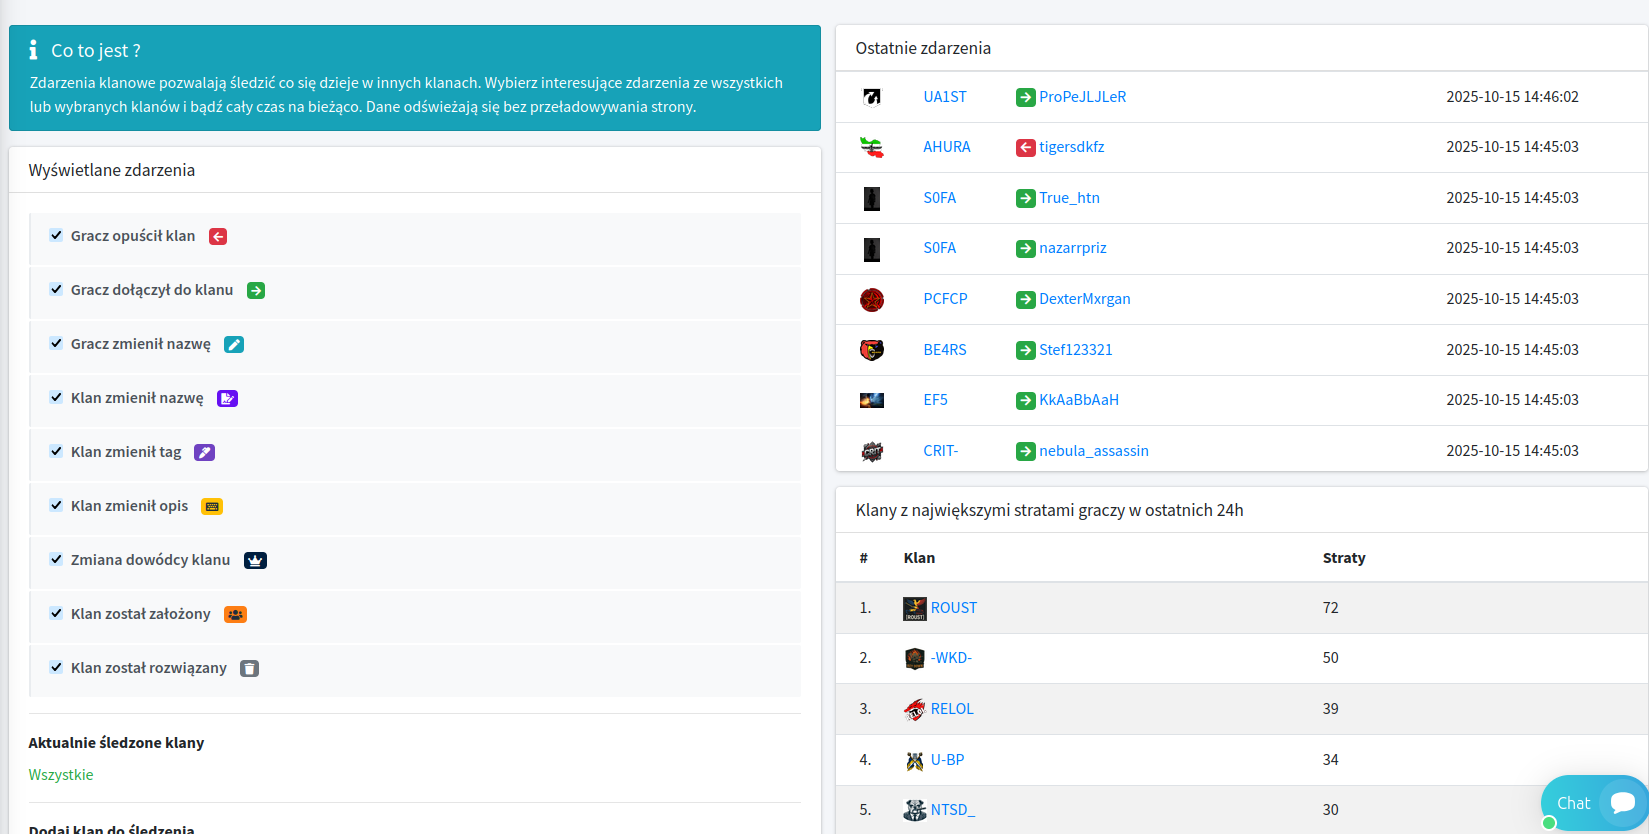 Co to jest ?
Zdarzenia klanowe pozwalają śledzić co się dzieje w innych klanach. Wybierz interesujące zdarzenia ze wszystkich
lub wybranych klanów i bądź cały czas na bieżąco. Dane odświeżają się bez przeładowywania strony.
Wyświetlane zdarzenia
Gracz opuścił klan
Gracz dołączył do klanu
Gracz zmienił nazwę
Klan zmienił nazwę
Klan zmienił tag
Klan zmienił opis
Zmiana dowódcy klanu
Klan został założony
Klan został rozwiązany
Aktualnie śledzone klany
Wszystkie
Dodaj klan do śledzenia
Ostatnie zdarzenia
UA1ST ProPeJLJLeR 2025-10-15 14:46:02
AHURA tigersdkfz 2025-10-15 14:45:03
S0FA True_htn 2025-10-15 14:45:03
S0FA nazarrpriz 2025-10-15 14:45:03
PCFCP DexterMxrgan 2025-10-15 14:45:03
BE4RS Stef123321 2025-10-15 14:45:03
EF5 KkAaBbAaH 2025-10-15 14:45:03
CRIT CRIT- nebula_assassin 2025-10-15 14:45:03
Klany z największymi stratami graczy w ostatnich 24h
# Klan Straty
1. [ROUST] ROUST 72
2. -WKD- 50
3. RELOL 39
4. U-BP 34
5. NTSD_ 30
Chat